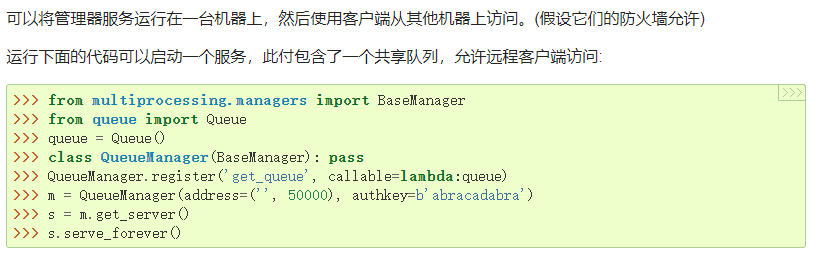 可以将管理器服务运行在一台机器上，然后使用客户端从其他机器上访问。(假设它们的防火墙允许)
运行下面的代码可以启动一个服务，此付包含了一个共享队列，允许远程客户端访问:
>>>
>>> from multiprocessing.managers import BaseManager
>>> from queue import Queue
>>> queue = Queue()
>>> class QueueManager(BaseManager): pass
>>> QueueManager.register('get_queue', callable=lambda:queue)
>>> m = QueueManager(address=('', 50000), authkey=b'abracadabra')
>>> s = m.get_server()
>>> s.serve_forever()